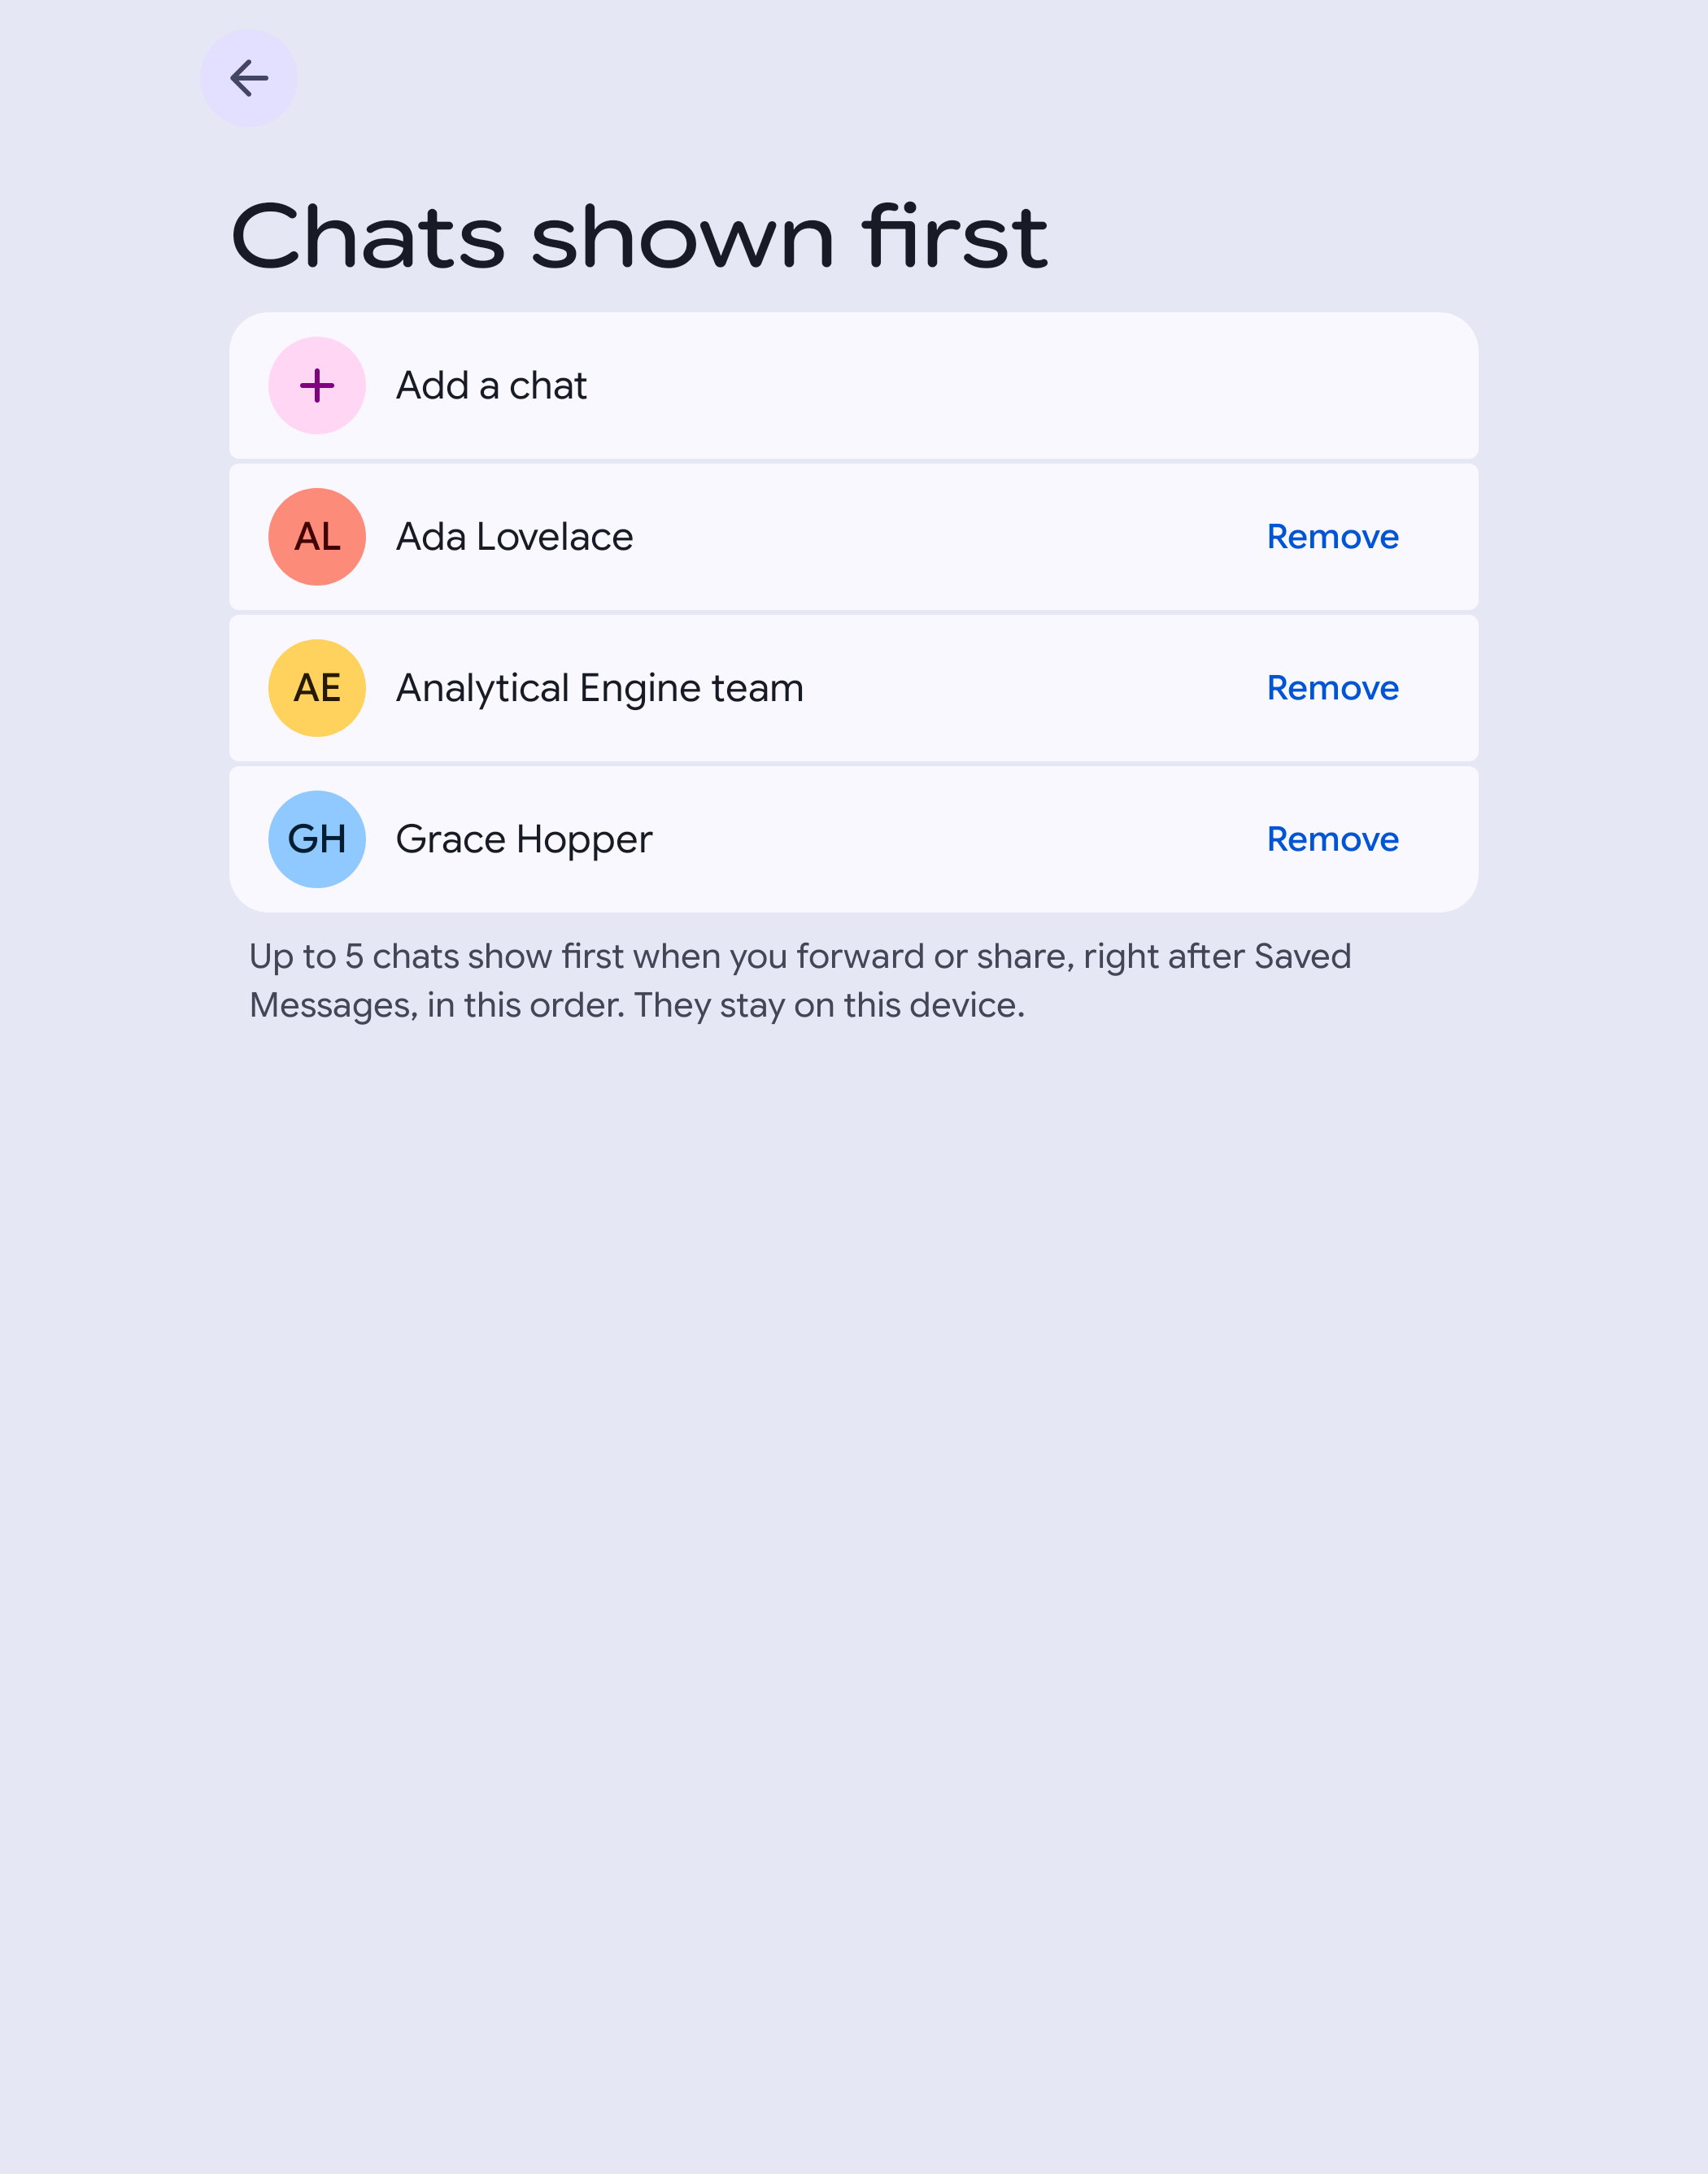 Chats shown first
Add a chat
AL Ada Lovelace Remove
AE Analytical Engine team Remove
GH Grace Hopper Remove
Up to 5 chats show first when you forward or share, right after Saved
Messages, in this order. They stay on this device.